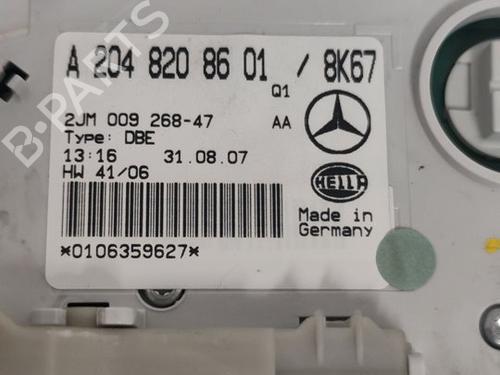 A 204 820 86 01 / 8K67
Q1
2JM 009 268-47 AA
Type: DBE
13:16 31.08.07
HW 41/06
HELLA
Made in
Germany
*0106359627*
B-PARTS